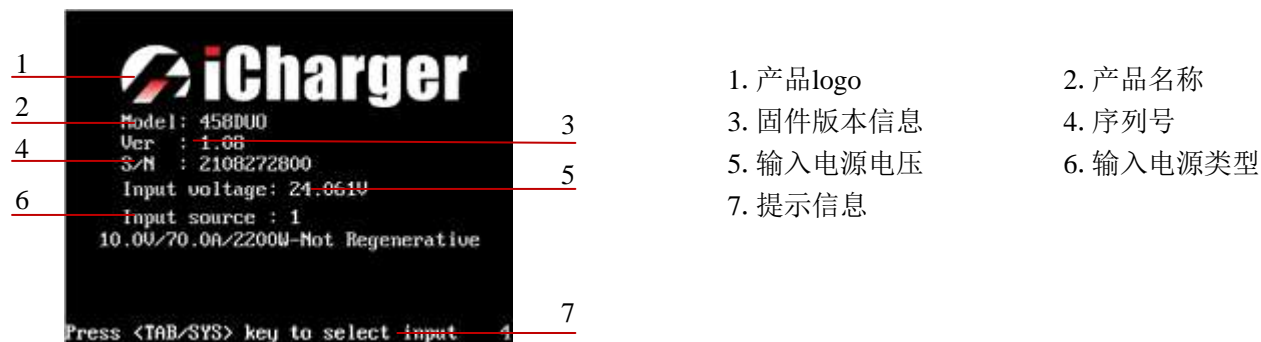 iCharger
Model: 458DUO
Ver : 1.08
S/N : 2108272800
Input voltage: 24.061V
Input source : 1
10.0V/70.0A/2200W-Not Regenerative
Press <TAB/SYS> key to select input 4
1
2
4
6
3
5
7
1. 产品logo 2. 产品名称
3. 固件版本信息 4. 序列号
5. 输入电源电压 6. 输入电源类型
7. 提示信息